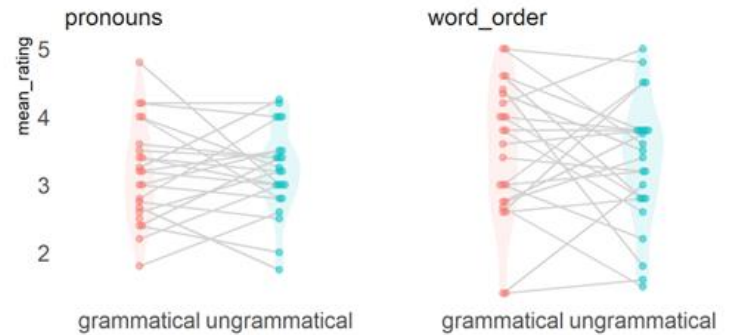 pronouns
word_order
mean_rating
5
4
3
2
grammatical ungrammatical
grammatical ungrammatical